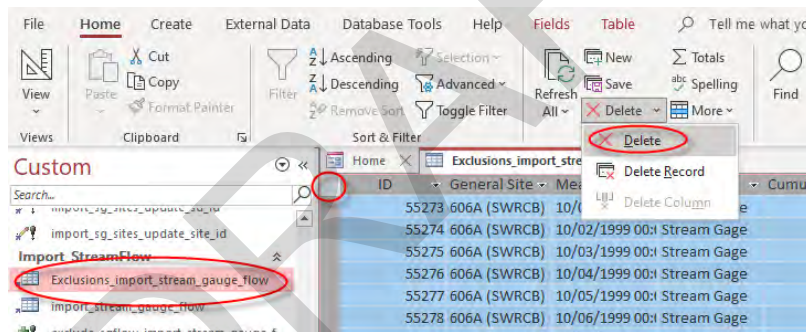 File Home Create External Data Database Tools Help Fields Table Tell me what yo
View Paste Cut Copy Format Painter
Filter Ascending Descending Remove Sort Selection Advanced Toggle Filter
Refresh All New Save Delete Totals Spelling More Find
Views Clipboard Sort & Filter
Delete
Delete Record
Delete Column
Custom
Search...
import_sg_sites_update_site_id
Import_StreamFlow
Exclusions_import_stream_gauge_flow
import_stream_gauge_flow
Home Exclusions_import_stre
ID General Site Mea Cumu
55273 606A (SWRCB) 10/0 e
55274 606A (SWRCB) 10/02/1999 00:( Stream Gage
55275 606A (SWRCB) 10/03/1999 00:( Stream Gage
55276 606A (SWRCB) 10/04/1999 00:( Stream Gage
55277 606A (SWRCB) 10/05/1999 00:( Stream Gage
55278 606A (SWRCB) 10/06/1999 00:( Stream Gage